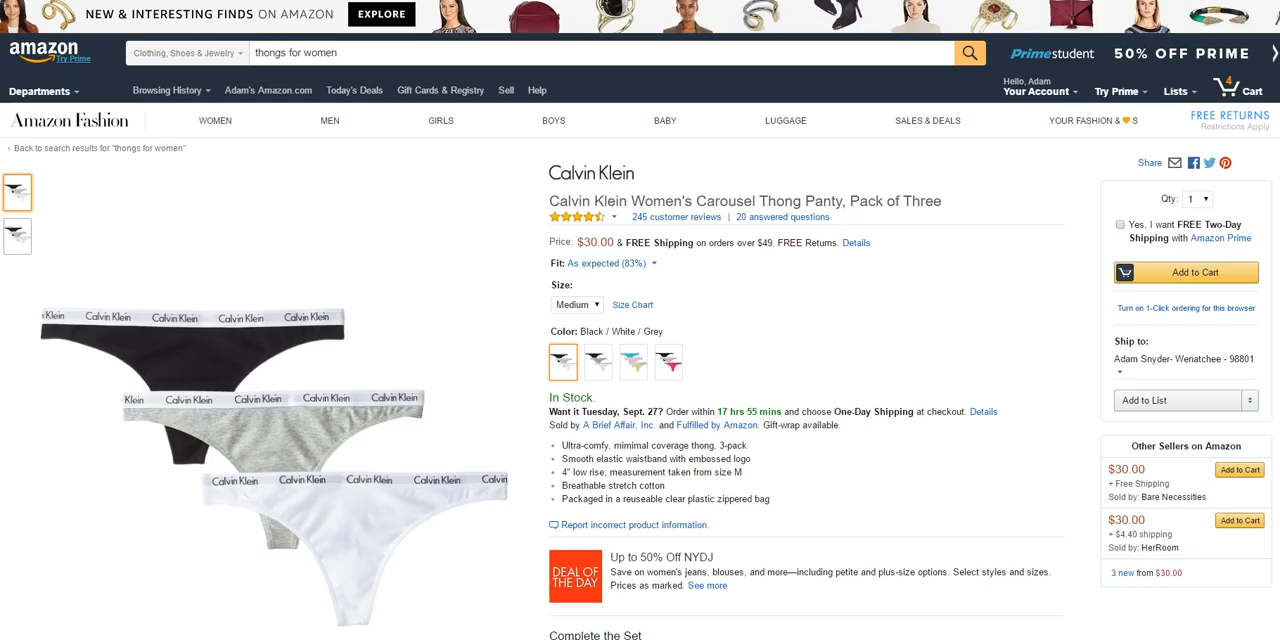 NEW & INTERESTING FINDS ON AMAZON EXPLORE
amazon
Try Prime
Clothing, Shoes & Jewelry
thongs for women
Primestudent 50% OFF PRIME
Departments
Browsing History
Adam's Amazon.com
Today's Deals
Gift Cards & Registry
Sell
Help
Hello, Adam
Your Account
Try Prime
Lists
4
Cart
Amazon Fashion
WOMEN
MEN
GIRLS
BOYS
BABY
LUGGAGE
SALES & DEALS
YOUR FASHION & S
FREE RETURNS
Restrictions Apply
‹ Back to search results for "thongs for women"
Klein Calvin Klein Calvin Klein Calvin Klein Calvin Klein
Klein Calvin Klein Calvin Klein Calvin Klein Calvin Klein
Calvin Klein Calvin Klein Calvin Klein Calvin Klein Calvin
Calvin Klein
Calvin Klein Women's Carousel Thong Panty, Pack of Three
245 customer reviews | 20 answered questions
Price: $30.00 & FREE Shipping on orders over $49. FREE Returns. Details
Fit: As expected (83%)
Size:
Medium
Size Chart
Color: Black / White / Grey
In Stock.
Want it Tuesday, Sept. 27? Order within 17 hrs 55 mins and choose One-Day Shipping at checkout. Details
Sold by A Brief Affair, Inc. and Fulfilled by Amazon. Gift-wrap available.
• Ultra-comfy, mimimal coverage thong, 3-pack
• Smooth elastic waistband with embossed logo
• 4" low rise; measurement taken from size M
• Breathable stretch cotton
• Packaged in a reuseable clear plastic zippered bag
Report incorrect product information.
DEAL OF
THE DAY
Up to 50% Off NYDJ
Save on women's jeans, blouses, and more—including petite and plus-size options. Select styles and sizes.
Prices as marked. See more
Complete the Set
Share
Qty: 1
Yes, I want FREE Two-Day
Shipping with Amazon Prime
Add to Cart
Turn on 1-Click ordering for this browser
Ship to:
Adam Snyder- Wenatchee - 98801
Add to List
Other Sellers on Amazon
$30.00 Add to Cart
+ Free Shipping
Sold by: Bare Necessities
$30.00 Add to Cart
+ $4.40 shipping
Sold by: HerRoom
3 new from $30.00